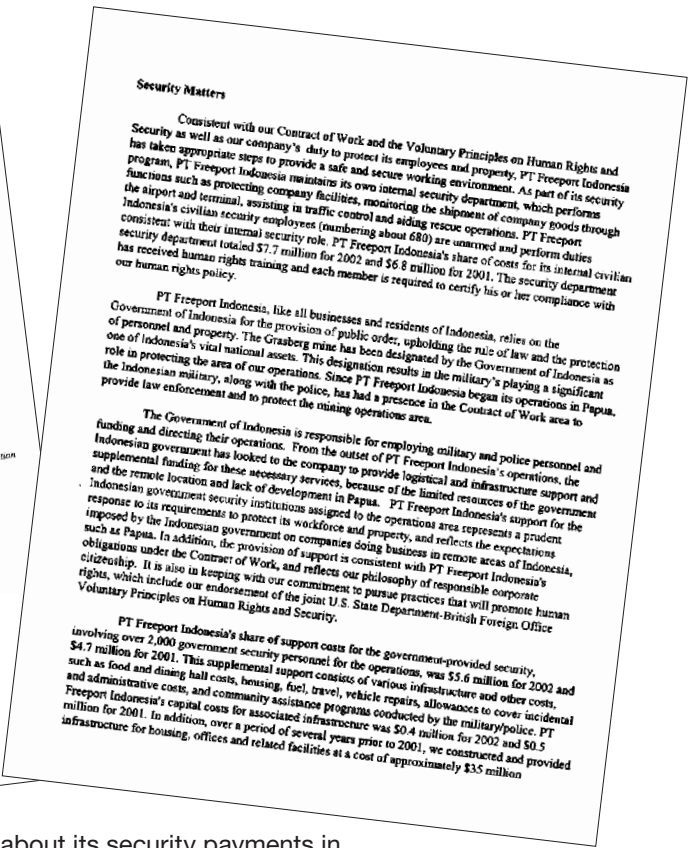 Security Matters
Consistent with our Contract of Work and the Voluntary Principles on Human Rights and
Security as well as our company's duty to protect its employees and property, PT Freeport Indonesia
has taken appropriate steps to provide a safe and secure working environment. As part of its security
program, PT Freeport Indonesia maintains its own internal security department, which performs
functions such as protecting company facilities, monitoring the shipment of company goods through
the airport and terminal, assisting in traffic control and aiding rescue operations. PT Freeport
Indonesia's civilian security employees (numbering about 680) are unarmed and perform duties
consistent with their internal security role. PT Freeport Indonesia's share of costs for its internal civilian
security department totaled $7.7 million for 2002 and $6.8 million for 2001. The security department
has received human rights training and each member is required to certify his or her compliance with
our human rights policy.
PT Freeport Indonesia, like all businesses and residents of Indonesia, relies on the
Government of Indonesia for the provision of public order, upholding the rule of law and the protection
of personnel and property. The Grasberg mine has been designated by the Government of Indonesia as
one of Indonesia's vital national assets. This designation results in the military's playing a significant
role in protecting the area of our operations. Since PT Freeport Indonesia began its operations in Papua,
the Indonesian military, along with the police, has had a presence in the Contract of Work area to
provide law enforcement and to protect the mining operations area.
The Government of Indonesia is responsible for employing military and police personnel and
funding and directing their operations. From the outset of PT Freeport Indonesia's operations, the
Indonesian government has looked to the company to provide logistical and infrastructure support and
supplemental funding for these necessary services, because of the limited resources of the government
and the remote location and lack of development in Papua. PT Freeport Indonesia's support for the
Indonesian government security institutions assigned to the operations area represents a prudent
response to its requirements to protect its workforce and property, and reflects the expectations
imposed by the Indonesian government on companies doing business in remote areas of Indonesia,
such as Papua. In addition, the provision of support is consistent with PT Freeport Indonesia's
obligations under the Contract of Work, and reflects our philosophy of responsible corporate
citizenship. It is also in keeping with our commitment to pursue practices that will promote human
rights, which include our endorsement of the joint U.S. State Department-British Foreign Office
Voluntary Principles on Human Rights and Security.
PT Freeport Indonesia's share of support costs for the government-provided security,
involving over 2,000 government security personnel for the operations, was $5.6 million for 2002 and
$4.7 million for 2001. This supplemental support consists of various infrastructure and other costs,
such as food and dining hall costs, housing, fuel, travel, vehicle repairs, allowances to cover incidental
and administrative costs, and community assistance programs conducted by the military/police. PT
Freeport Indonesia's capital costs for associated infrastructure was $0.4 million for 2002 and $0.5
million for 2001. In addition, over a period of several years prior to 2001, we constructed and provided
infrastructure for housing, offices and related facilities at a cost of approximately $35 million
about its security payments in